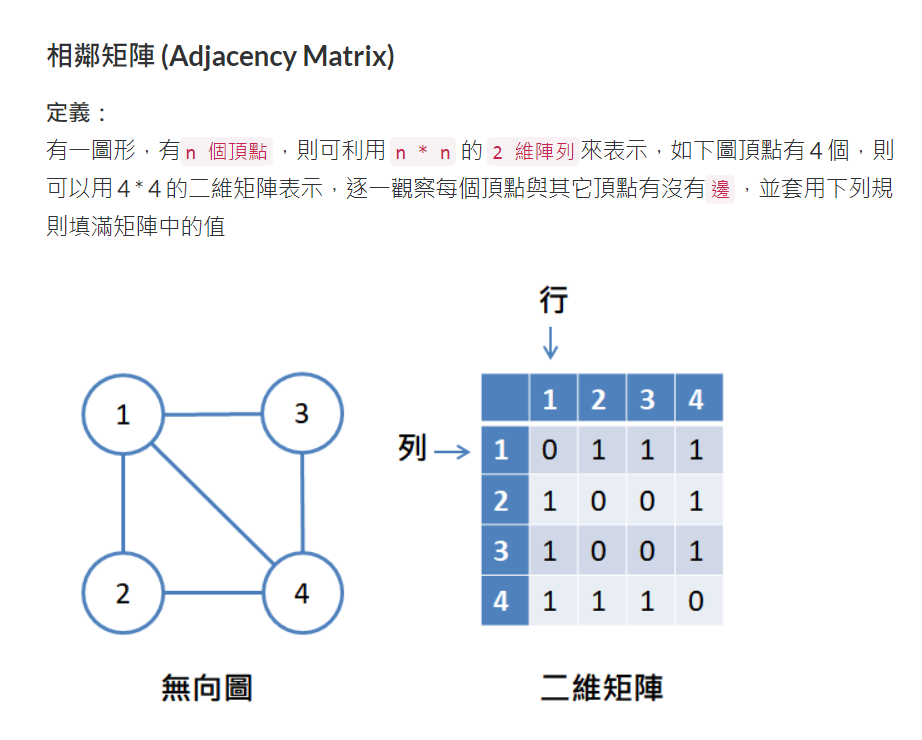 相鄰矩陣 (Adjacency Matrix)
定義：
有一圖形，有 n 個頂點 ，則可利用 n * n 的 2 維陣列 來表示，如下圖頂點有 4 個，則
可以用 4 * 4 的二維矩陣表示，逐一觀察每個頂點與其它頂點有沒有 邊 ，並套用下列規
則填滿矩陣中的值
行
1 3
2 4
列
1 2 3 4
1 0 1 1 1
2 1 0 0 1
3 1 0 0 1
4 1 1 1 0
無向圖
二維矩陣